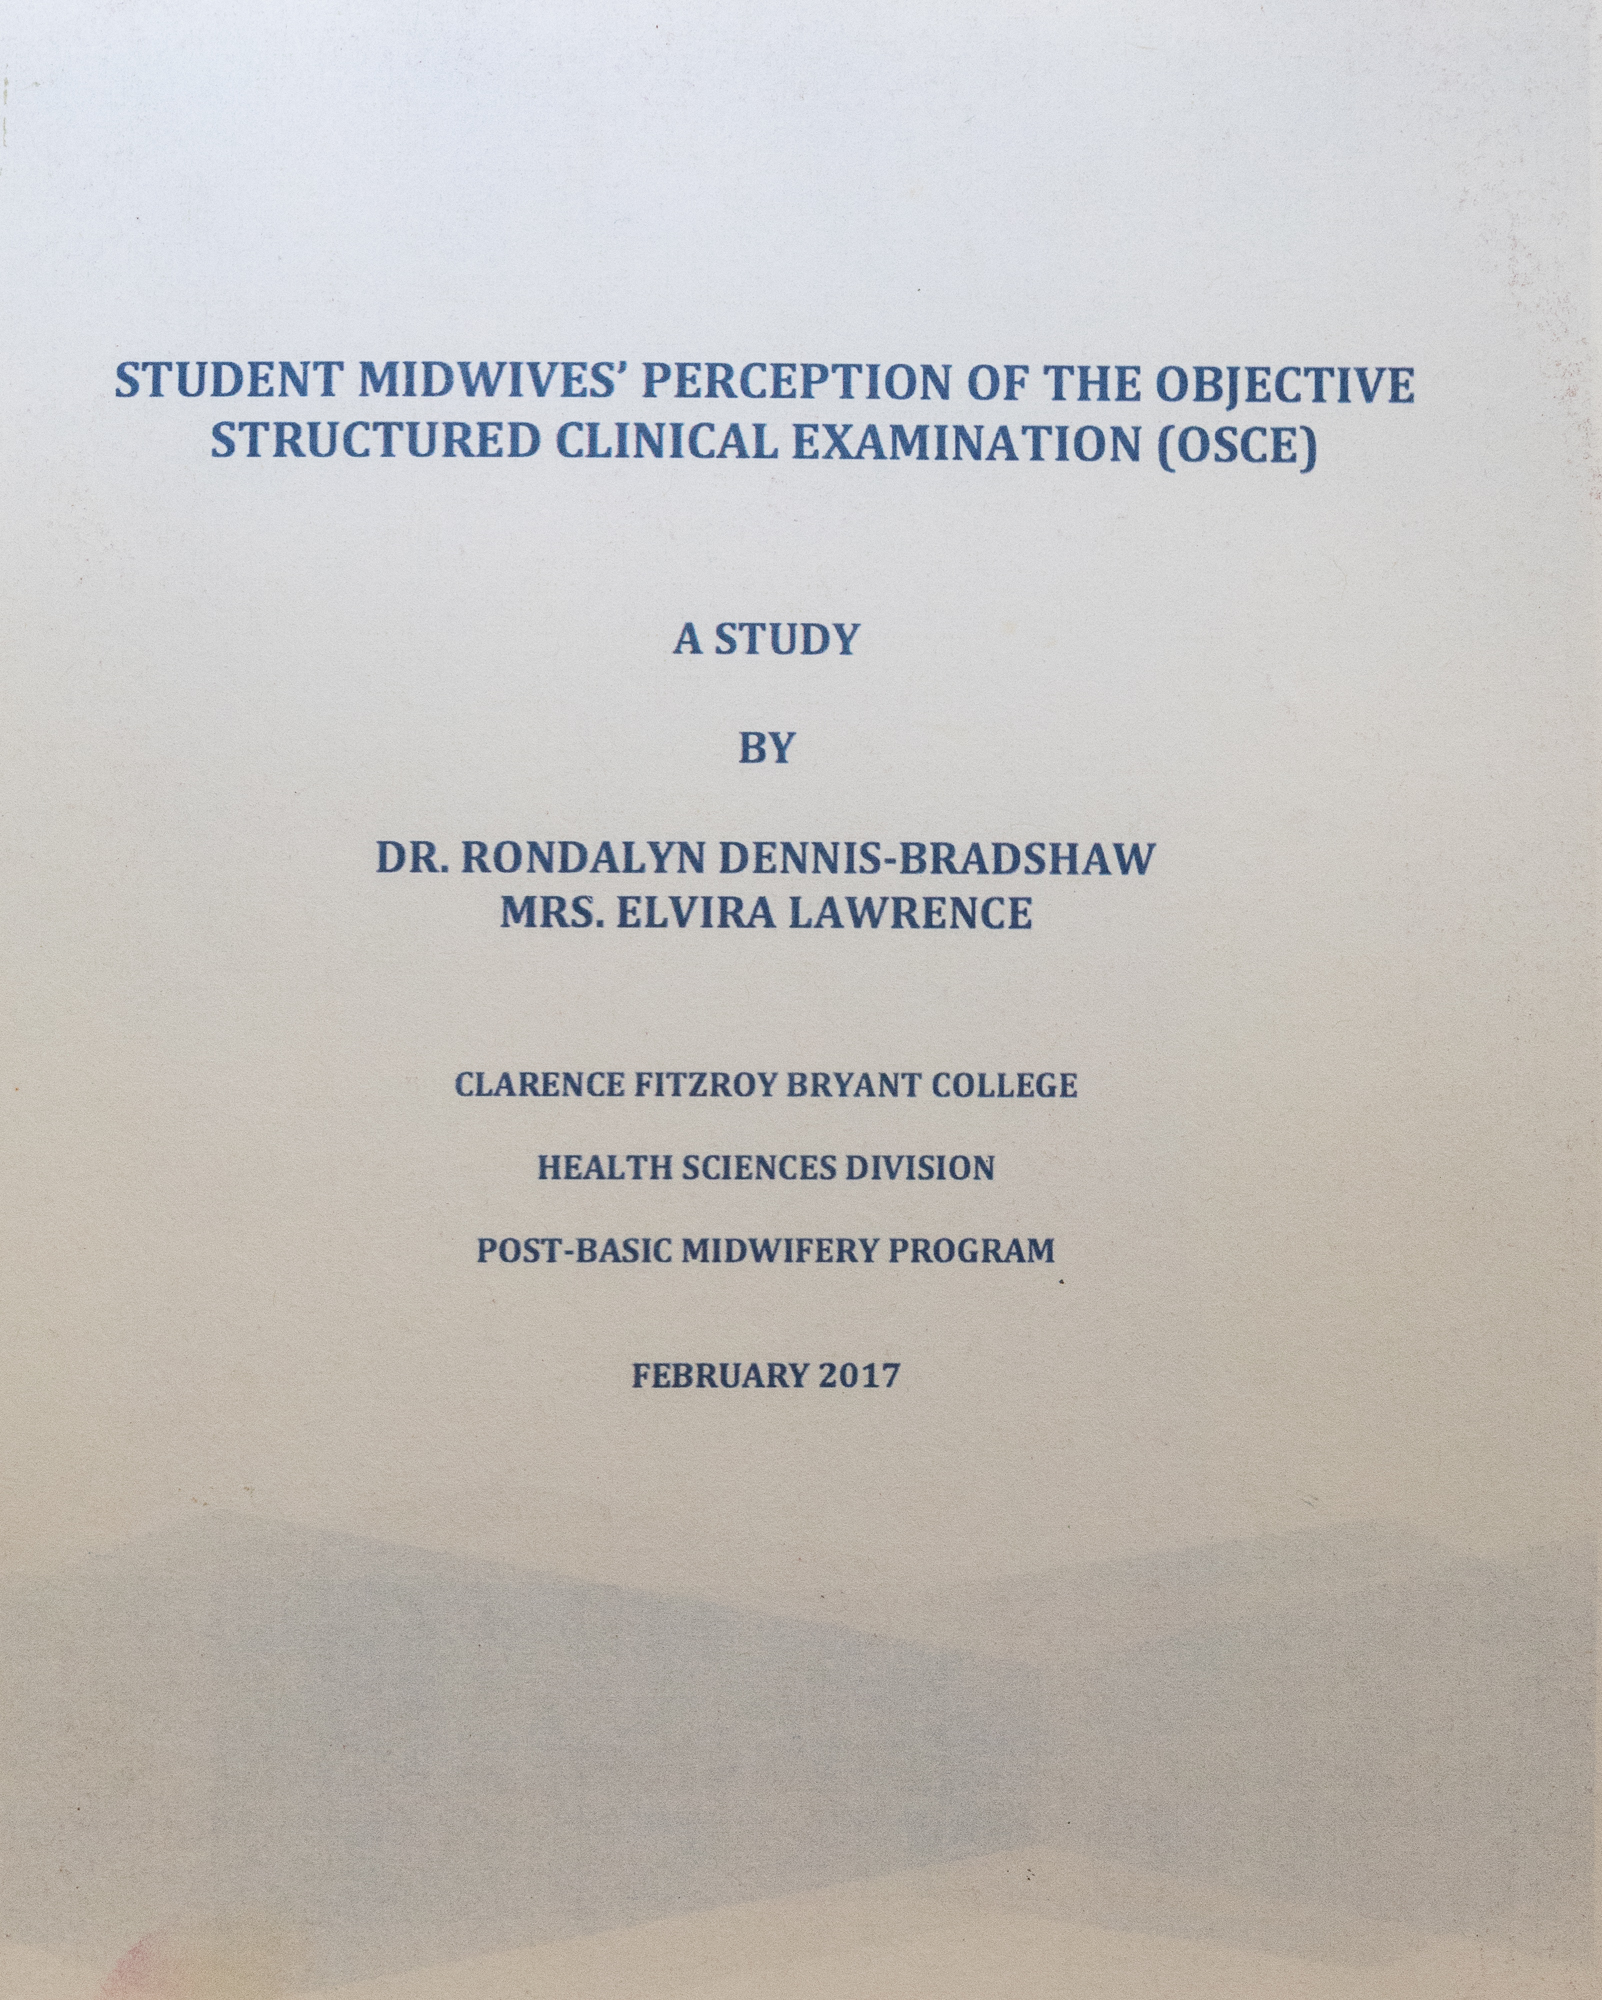 STUDENT MIDWIVES’ PERCEPTION OF THE OBJECTIVE
STRUCTURED CLINICAL EXAMINATION (OSCE)
A STUDY
BY
DR. RONDALYN DENNIS-BRADSHAW
MRS. ELVIRA LAWRENCE
CLARENCE FITZROY BRYANT COLLEGE
HEALTH SCIENCES DIVISION
POST-BASIC MIDWIFERY PROGRAM
FEBRUARY 2017